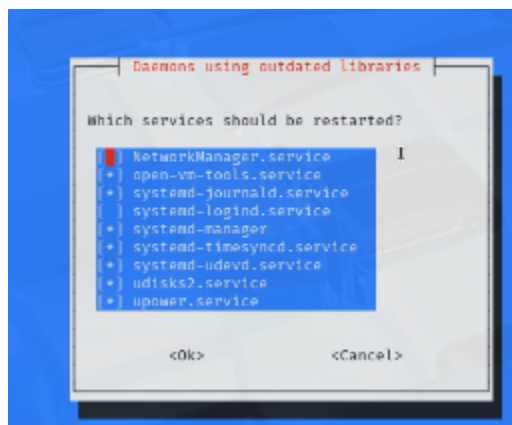 Daemons using outdated libraries
Which services should be restarted?
[ ] NetworkManager.service
[*] open-vm-tools.service
[*] systemd-journald.service
[ ] systemd-logind.service
[*] systemd-manager
[*] systemd-timesyncd.service
[*] systemd-udevd.service
[*] udisks2.service
[*] upower.service
<Ok> <Cancel>